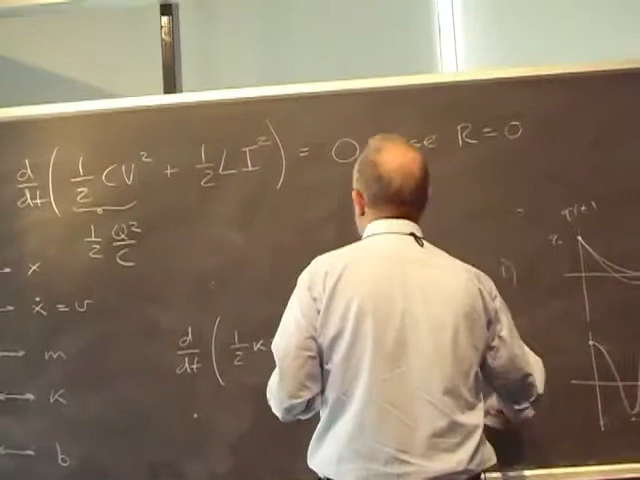 d/dt ( 1/2 CV² + 1/2 LI² ) = 0 R=0
1/2 Q²/C
x
ẋ = v
d/dt ( 1/2 K
m
K
b